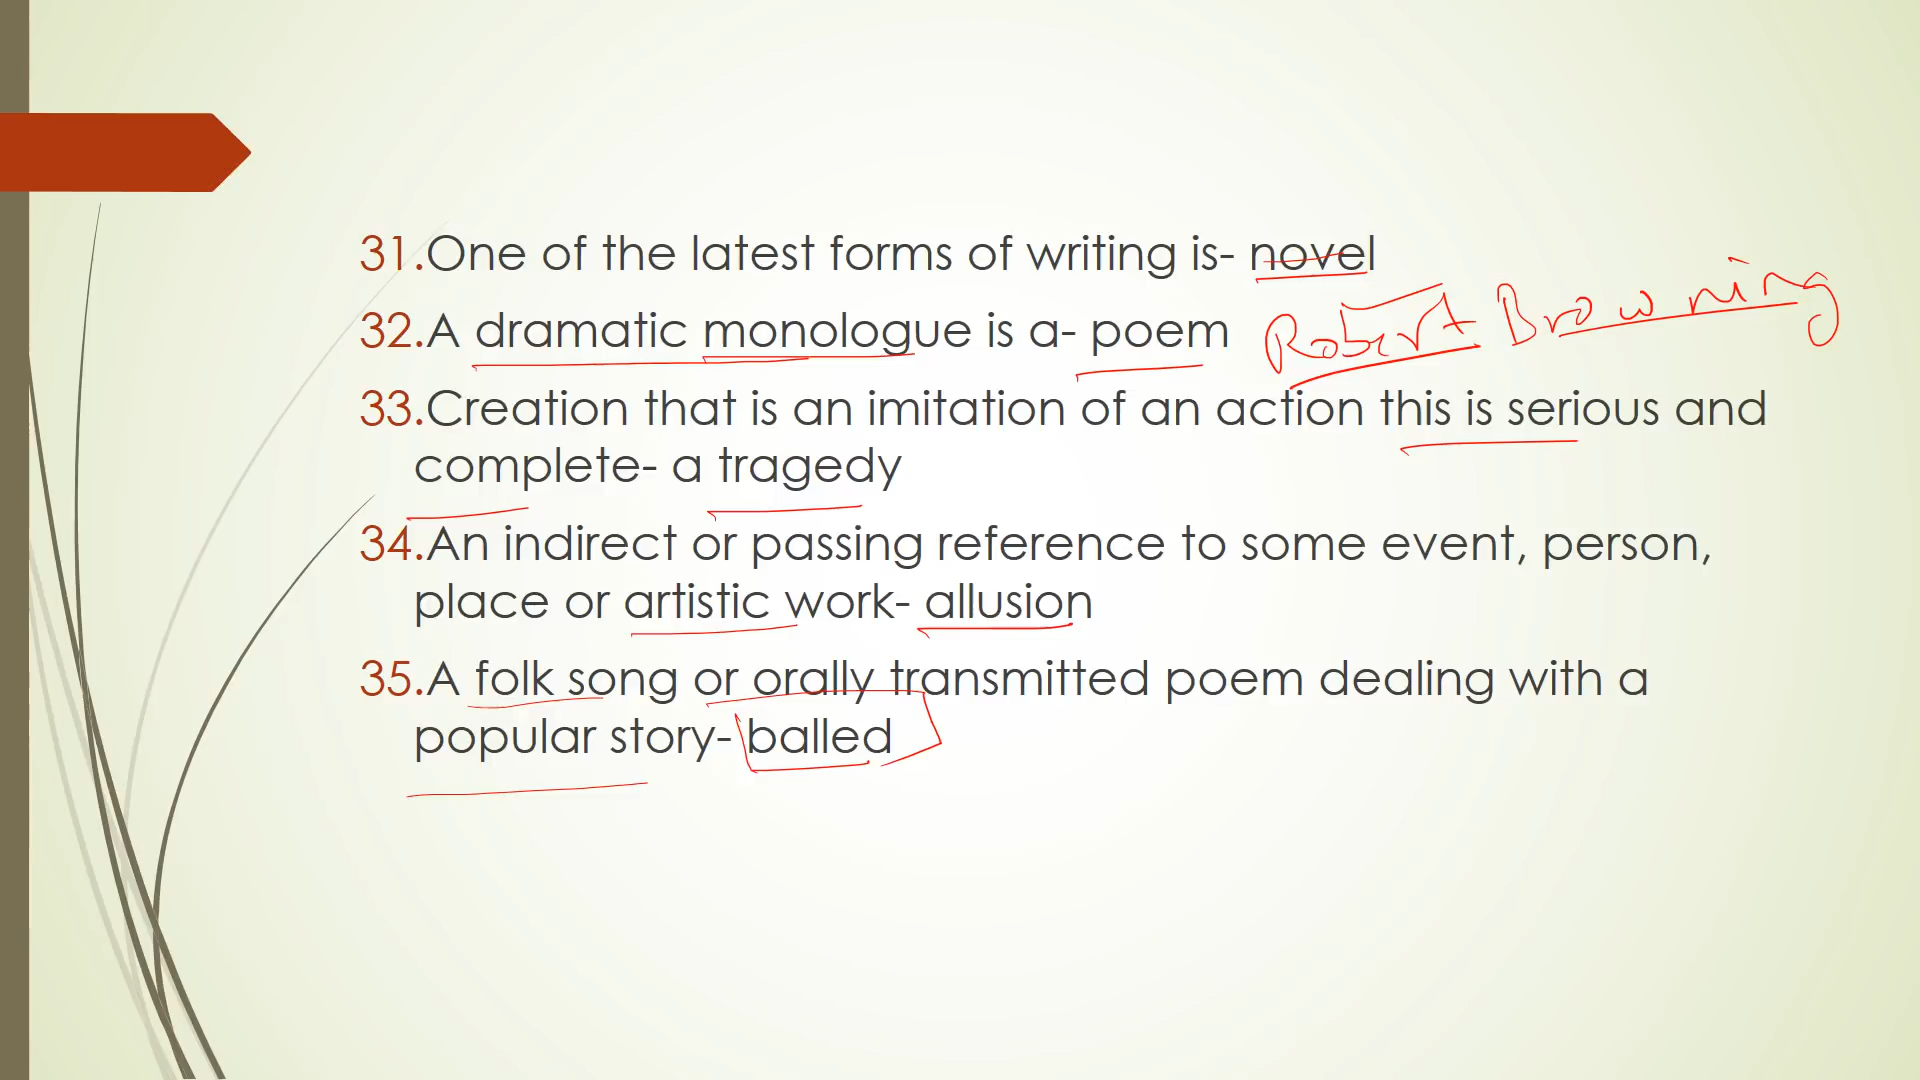 31.One of the latest forms of writing is- novel
32.A dramatic monologue is a- poem Robert Browning
33.Creation that is an imitation of an action this is serious and
complete- a tragedy
34.An indirect or passing reference to some event, person,
place or artistic work- allusion
35.A folk song or orally transmitted poem dealing with a
popular story- balled